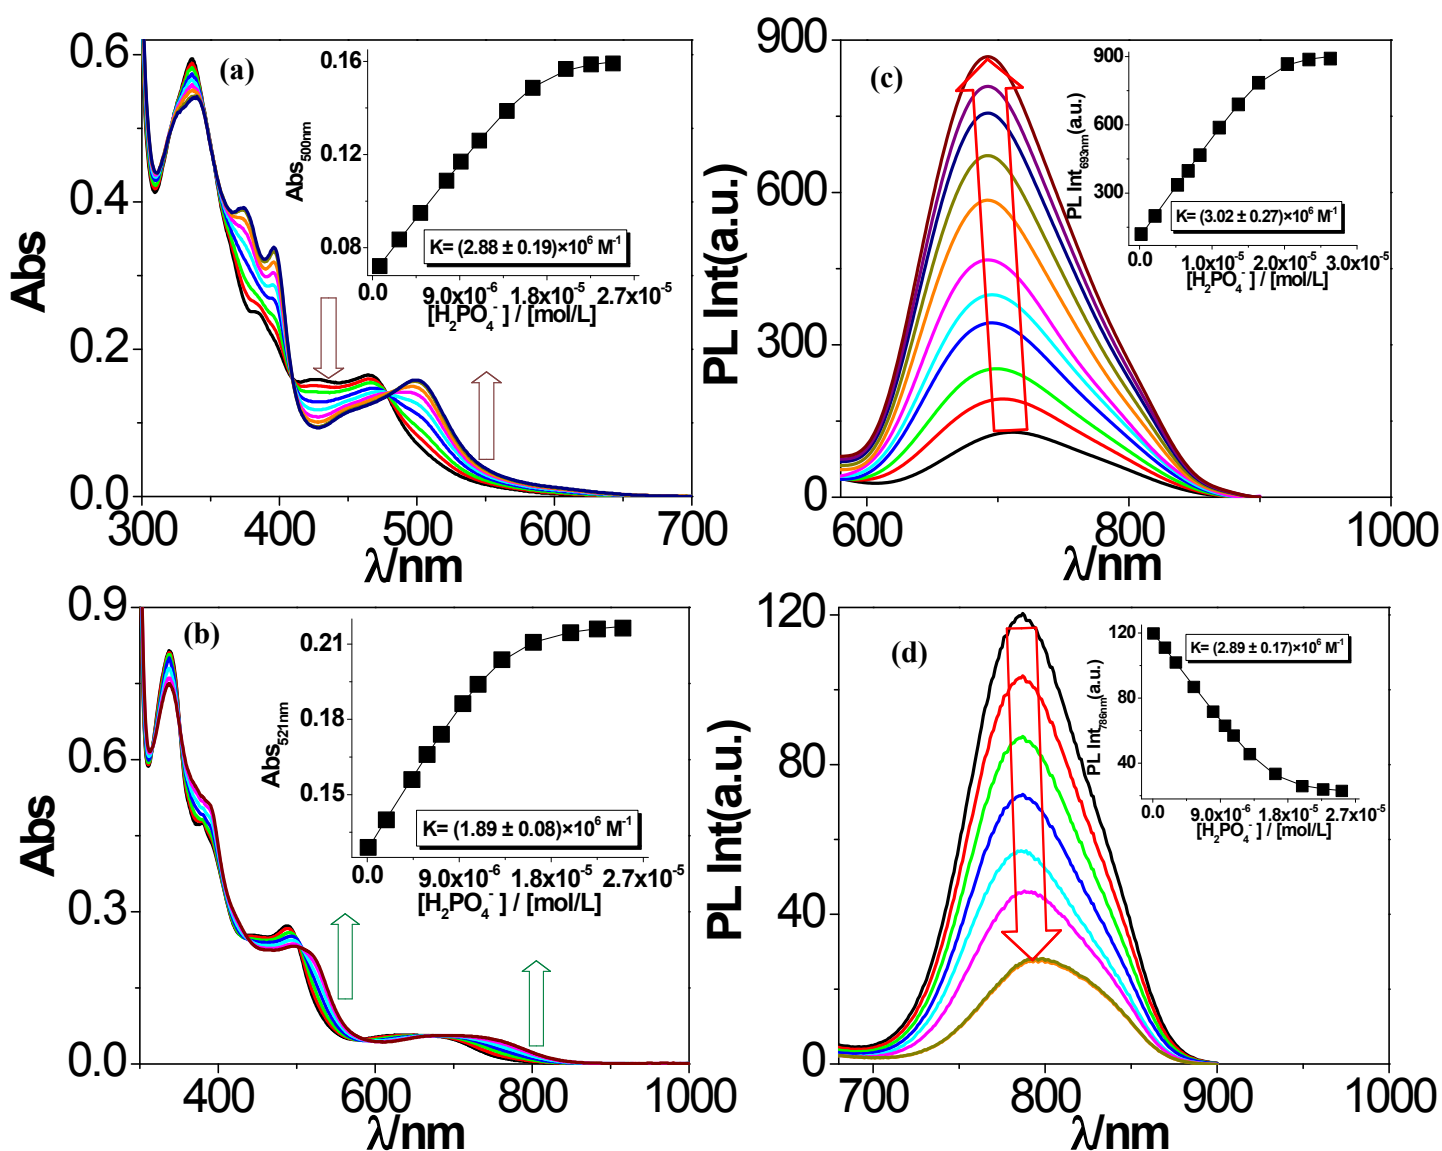 (a)
0.6
0.4
0.2
0.0
Abs
300 400 500 600 700
λ/nm
0.16
0.12
0.08
Abs500nm
K= (2.88 ± 0.19)×10⁶ M⁻¹
0.0 9.0x10⁻⁶ 1.8x10⁻⁵ 2.7x10⁻⁵
[H₂PO₄⁻] / [mol/L]
(c)
900
600
300
0
PL Int(a.u.)
600 800 1000
λ/nm
900
600
300
PL Int693nm(a.u.)
K= (3.02 ± 0.27)×10⁶ M⁻¹
0.0 1.0x10⁻⁵ 2.0x10⁻⁵ 3.0x10⁻⁵
[H₂PO₄⁻] / [mol/L]
(b)
0.9
0.6
0.3
0.0
Abs
400 600 800 1000
λ/nm
0.21
0.18
0.15
Abs521nm
K= (1.89 ± 0.08)×10⁶ M⁻¹
0.0 9.0x10⁻⁶ 1.8x10⁻⁵ 2.7x10⁻⁵
[H₂PO₄⁻] / [mol/L]
(d)
120
80
40
0
PL Int(a.u.)
700 800 900 1000
λ/nm
120
80
40
PL Int786nm(a.u.)
K= (2.89 ± 0.17)×10⁶ M⁻¹
0.0 9.0x10⁻⁶ 1.8x10⁻⁵ 2.7x10⁻⁵
[H₂PO₄⁻] / [mol/L]